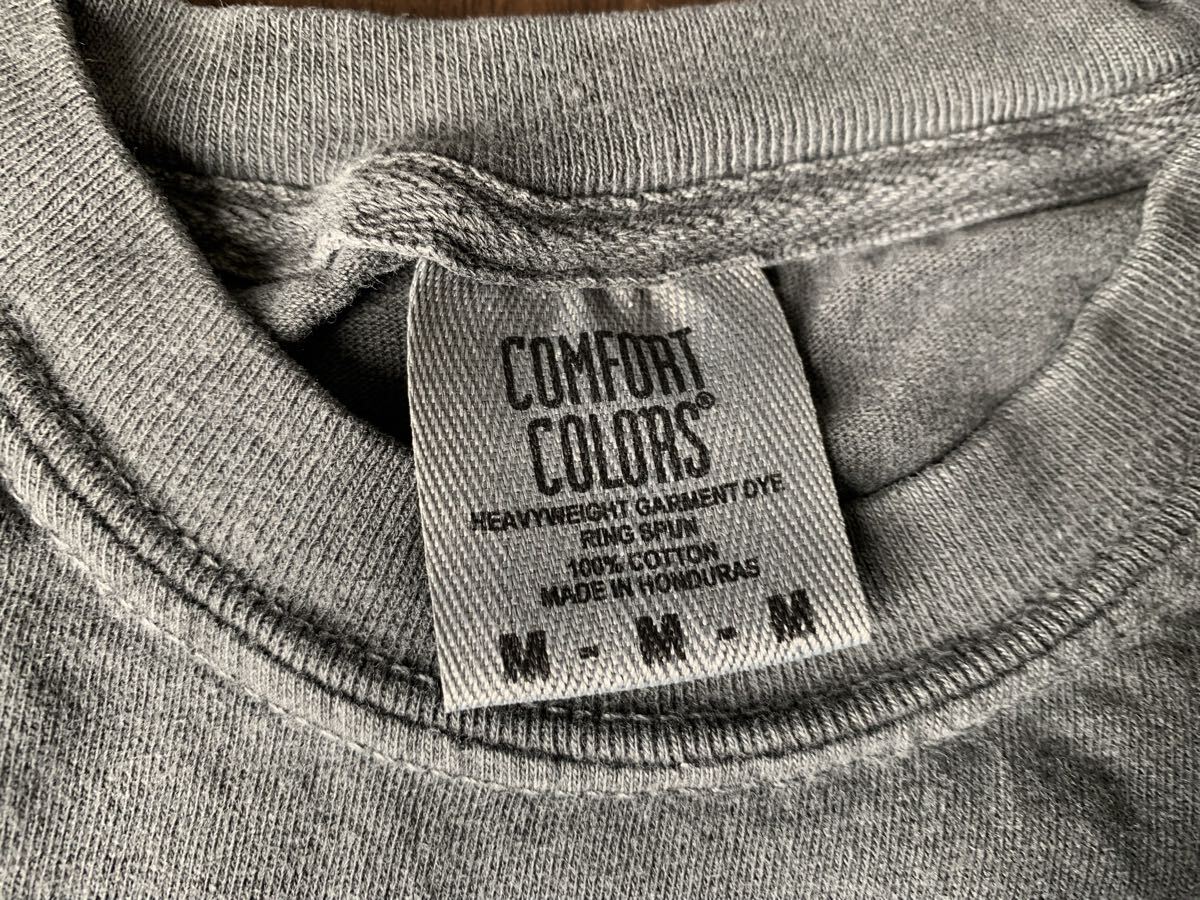 COMFORT
COLORS®
HEAVYWEIGHT GARMENT DYE
RING SPUN
100% COTTON
MADE IN HONDURAS
M - M - M